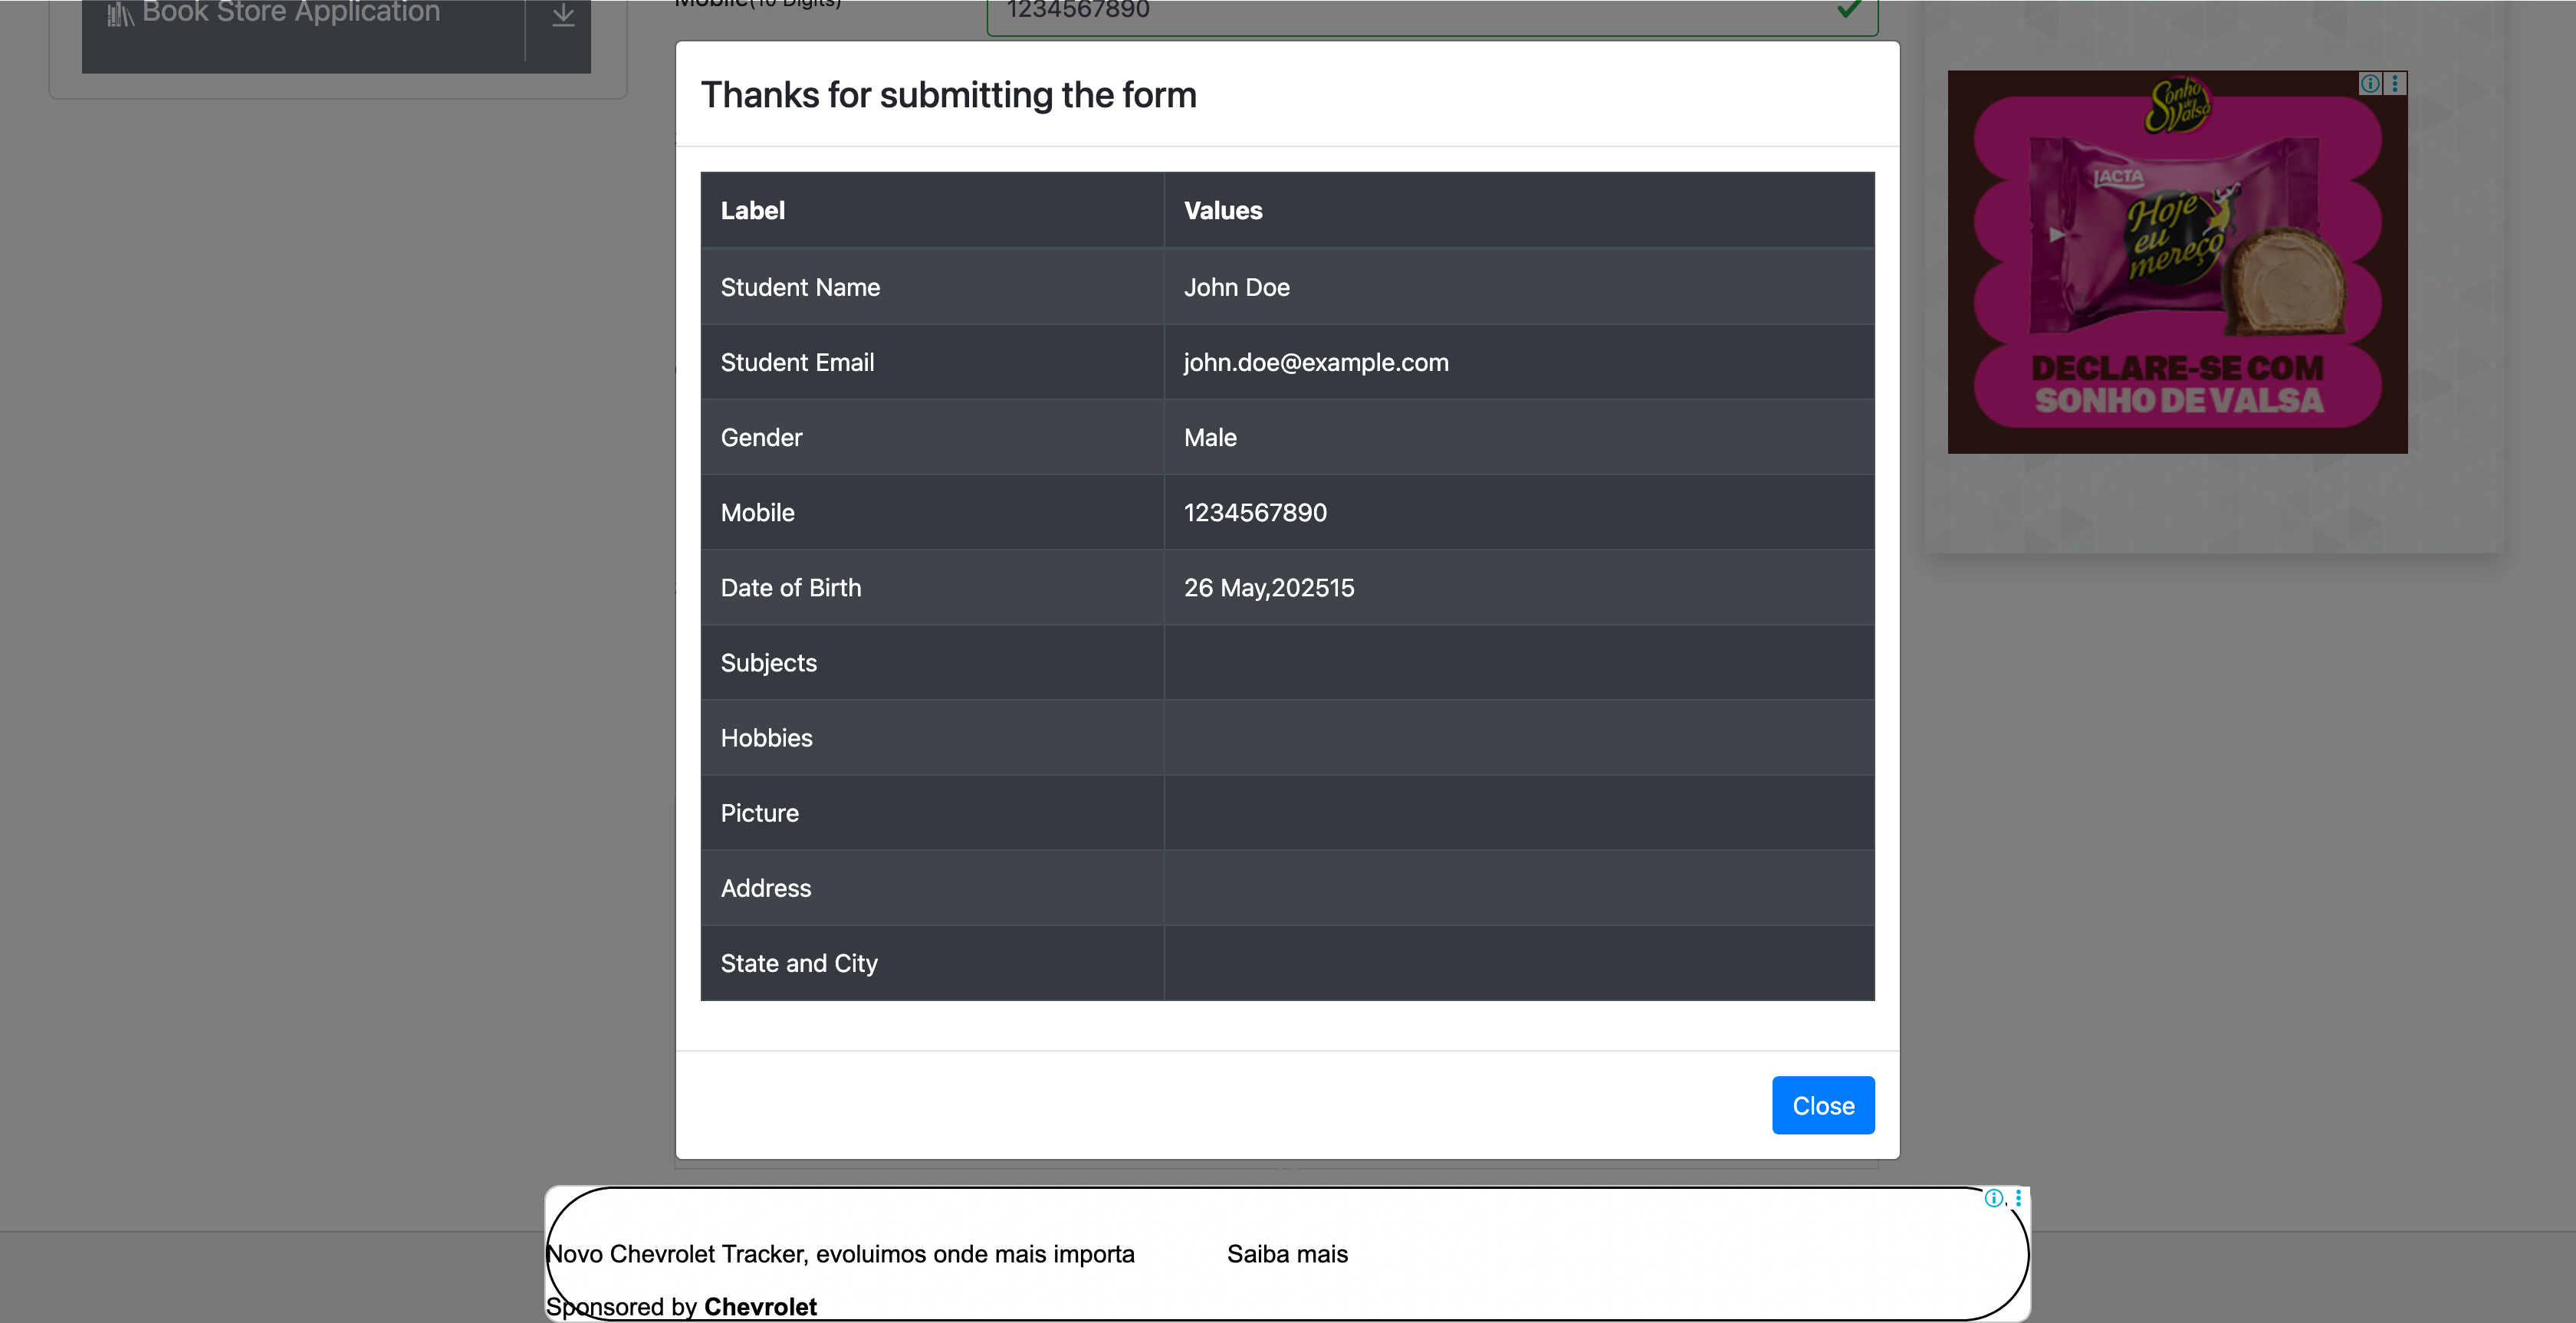 Book Store Application
Mobile(10 Digits)
1234567890
Thanks for submitting the form
Label Values
Student Name John Doe
Student Email john.doe@example.com
Gender Male
Mobile 1234567890
Date of Birth 26 May,202515
Subjects
Hobbies
Picture
Address
State and City
Close
Sonho de Valsa
LACTA
Hoje
eu
mereço
DECLARE-SE COM
SONHO DE VALSA
Novo Chevrolet Tracker, evoluimos onde mais importa Saiba mais
Sponsored by Chevrolet